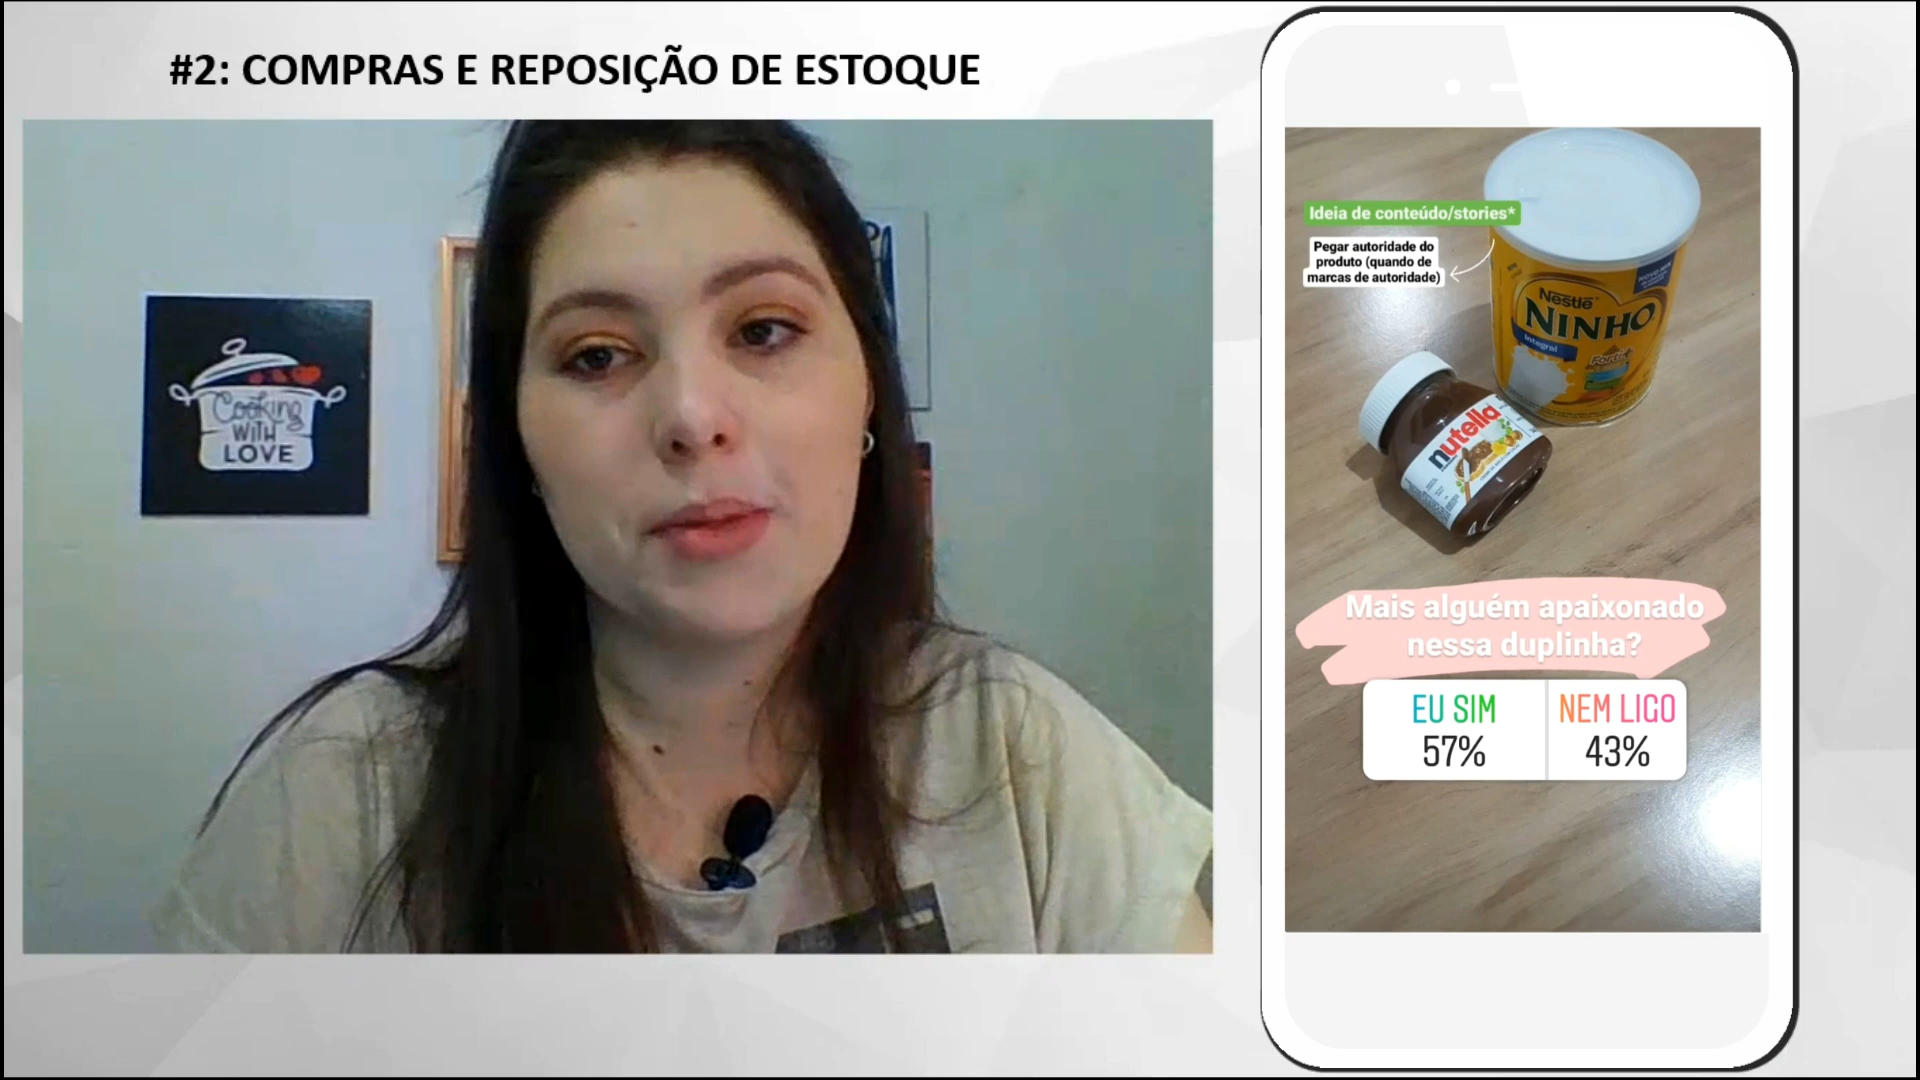 #2: COMPRAS E REPOSIÇÃO DE ESTOQUE
Cooking
WITH
LOVE
Ideia de conteúdo/stories*
Pegar autoridade do
produto (quando de
marcas de autoridade)
Nestlé
NINHO
Integral
Forti+
nutella
Mais alguém apaixonado
nessa duplinha?
EU SIM
NEM LIGO
57%
43%